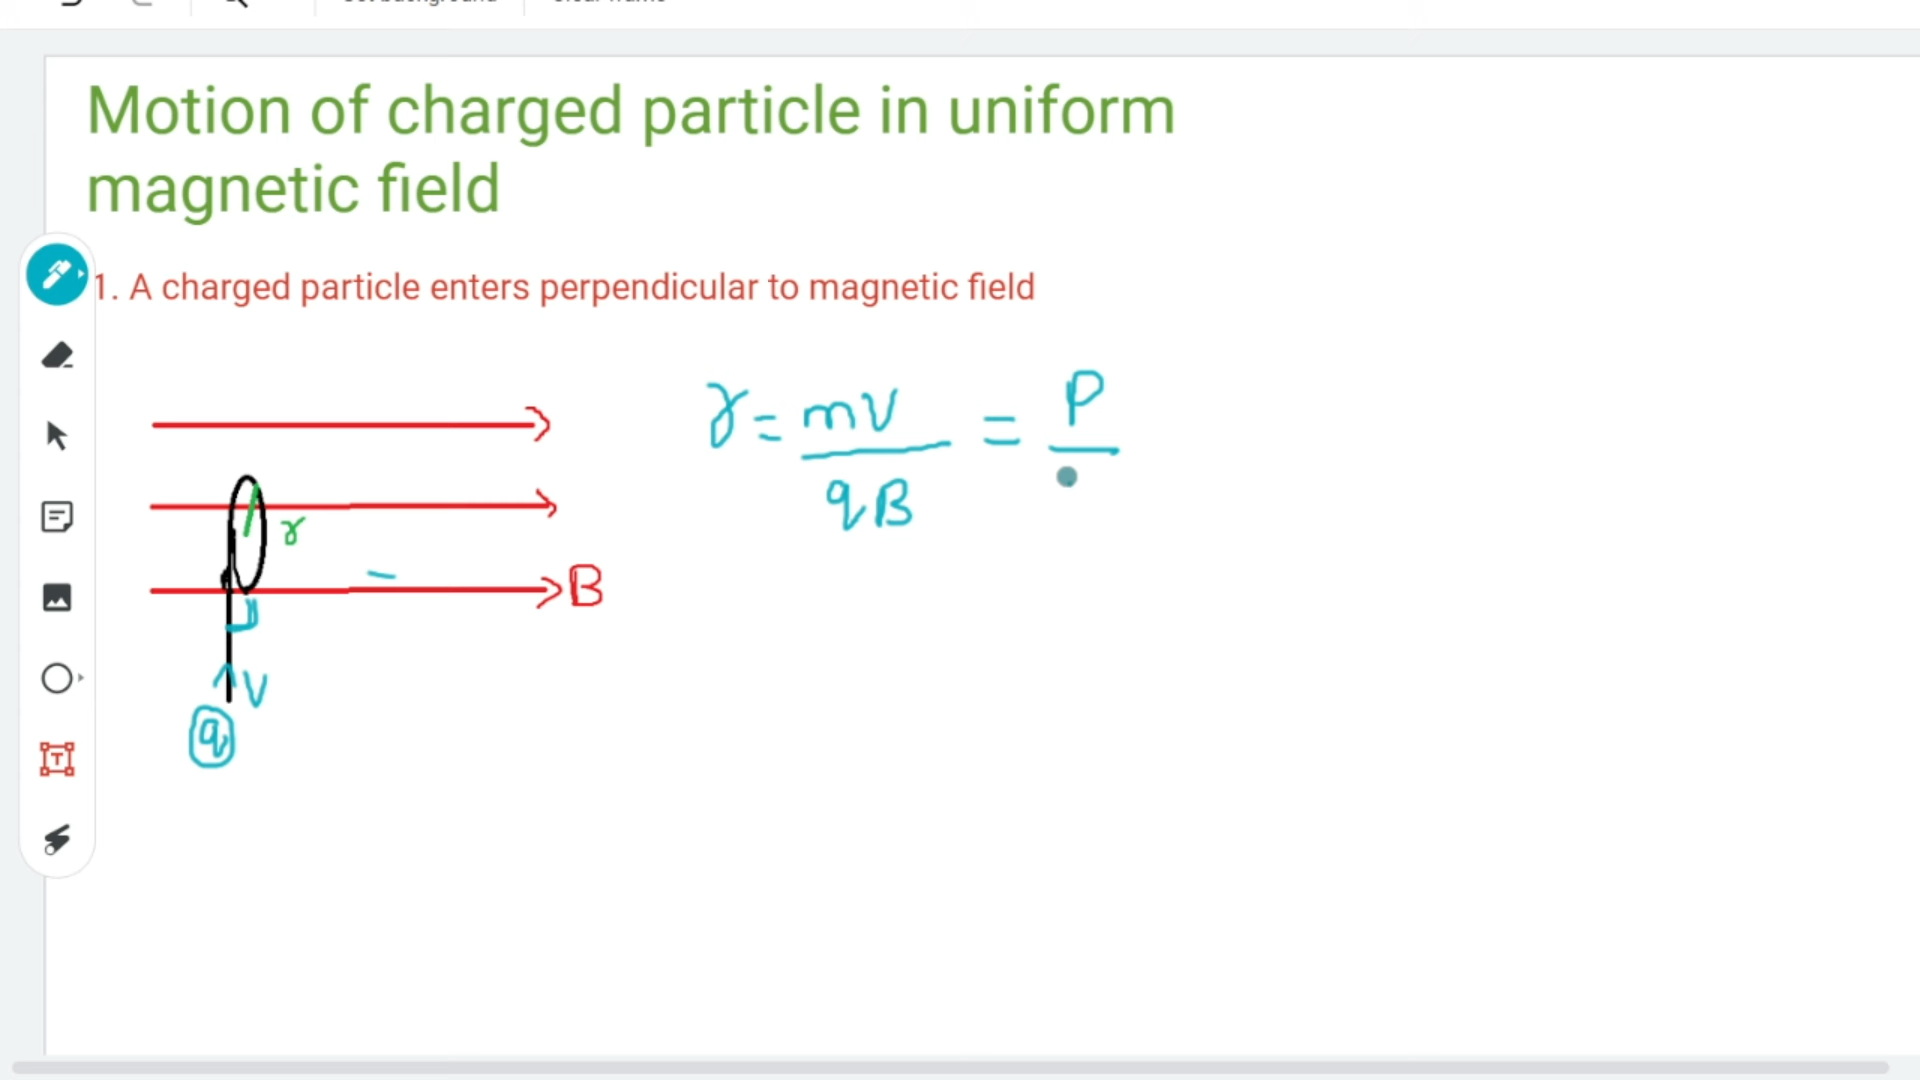 Motion of charged particle in uniform
magnetic field
1. A charged particle enters perpendicular to magnetic field
r = mV / qB = P /
r
B
V
q